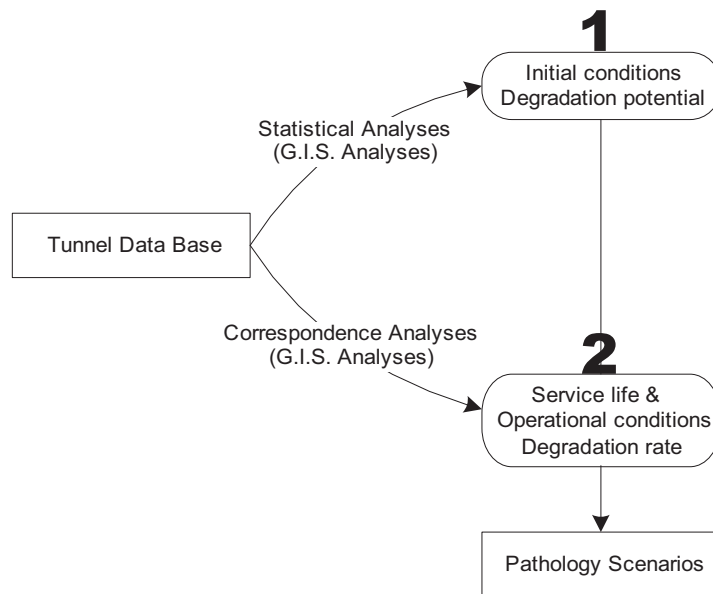 1
Initial conditions
Degradation potential
Statistical Analyses
(G.I.S. Analyses)
Tunnel Data Base
Correspondence Analyses
(G.I.S. Analyses)
2
Service life &
Operational conditions
Degradation rate
Pathology Scenarios